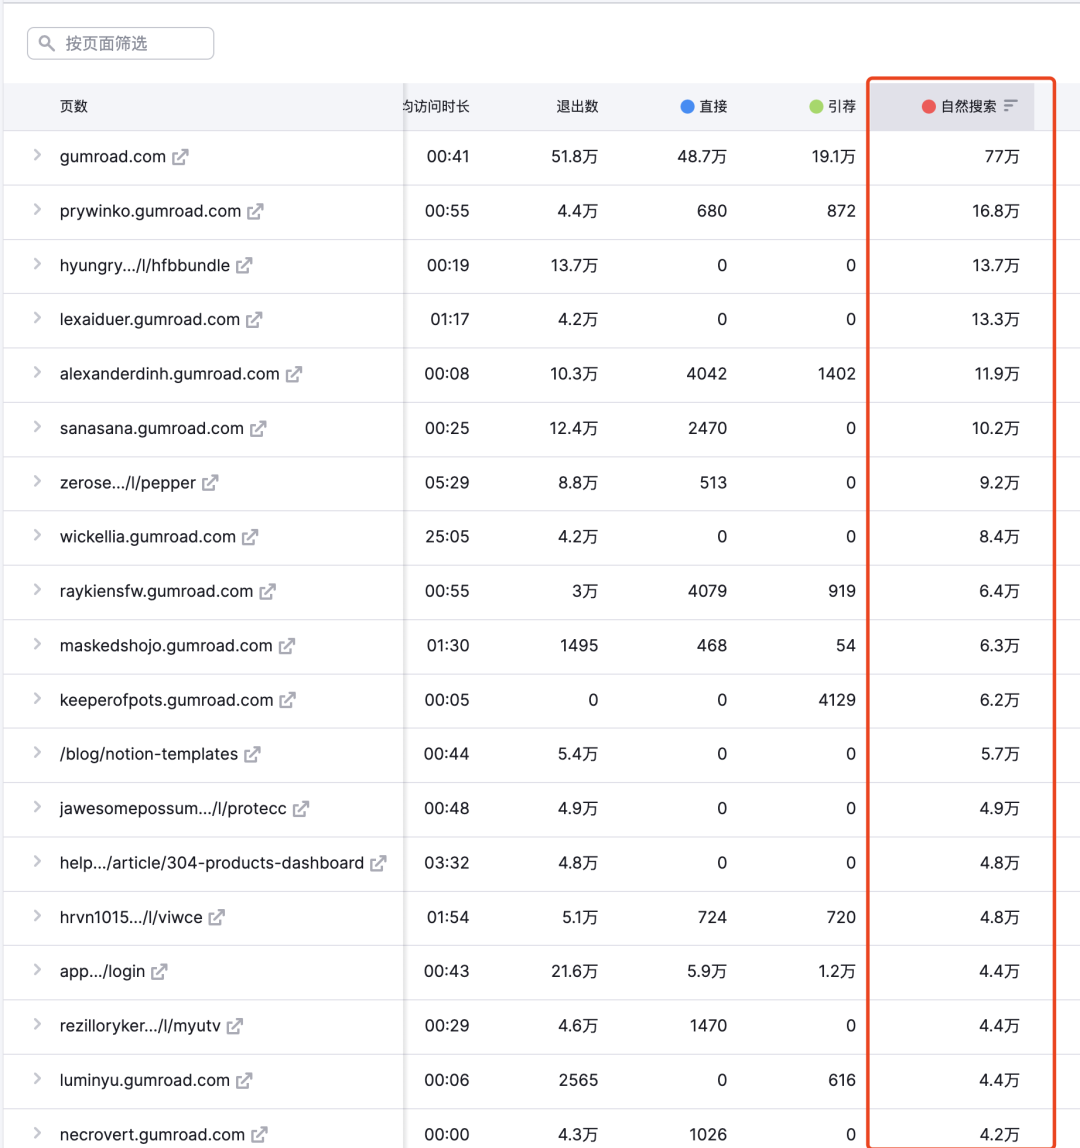 按页面筛选
页数 均访问时长 退出数 直接 引荐 自然搜索
gumroad.com 00:41 51.8万 48.7万 19.1万 77万
prywinko.gumroad.com 00:55 4.4万 680 872 16.8万
hyungry.../l/hfbbundle 00:19 13.7万 0 0 13.7万
lexaiduer.gumroad.com 01:17 4.2万 0 0 13.3万
alexanderdinh.gumroad.com 00:08 10.3万 4042 1402 11.9万
sanasana.gumroad.com 00:25 12.4万 2470 0 10.2万
zerose.../l/pepper 05:29 8.8万 513 0 9.2万
wickellia.gumroad.com 25:05 4.2万 0 0 8.4万
raykiensfw.gumroad.com 00:55 3万 4079 919 6.4万
maskedshojo.gumroad.com 01:30 1495 468 54 6.3万
keeperofpots.gumroad.com 00:05 0 0 4129 6.2万
/blog/notion-templates 00:44 5.4万 0 0 5.7万
jawesomepossum.../l/protecc 00:48 4.9万 0 0 4.9万
help.../article/304-products-dashboard 03:32 4.8万 0 0 4.8万
hrvn1015.../l/viwce 01:54 5.1万 724 720 4.8万
app.../login 00:43 21.6万 5.9万 1.2万 4.4万
rezilloryker.../l/myutv 00:29 4.6万 1470 0 4.4万
luminyu.gumroad.com 00:06 2565 0 616 4.4万
necrovert.gumroad.com 00:00 4.3万 1026 0 4.2万